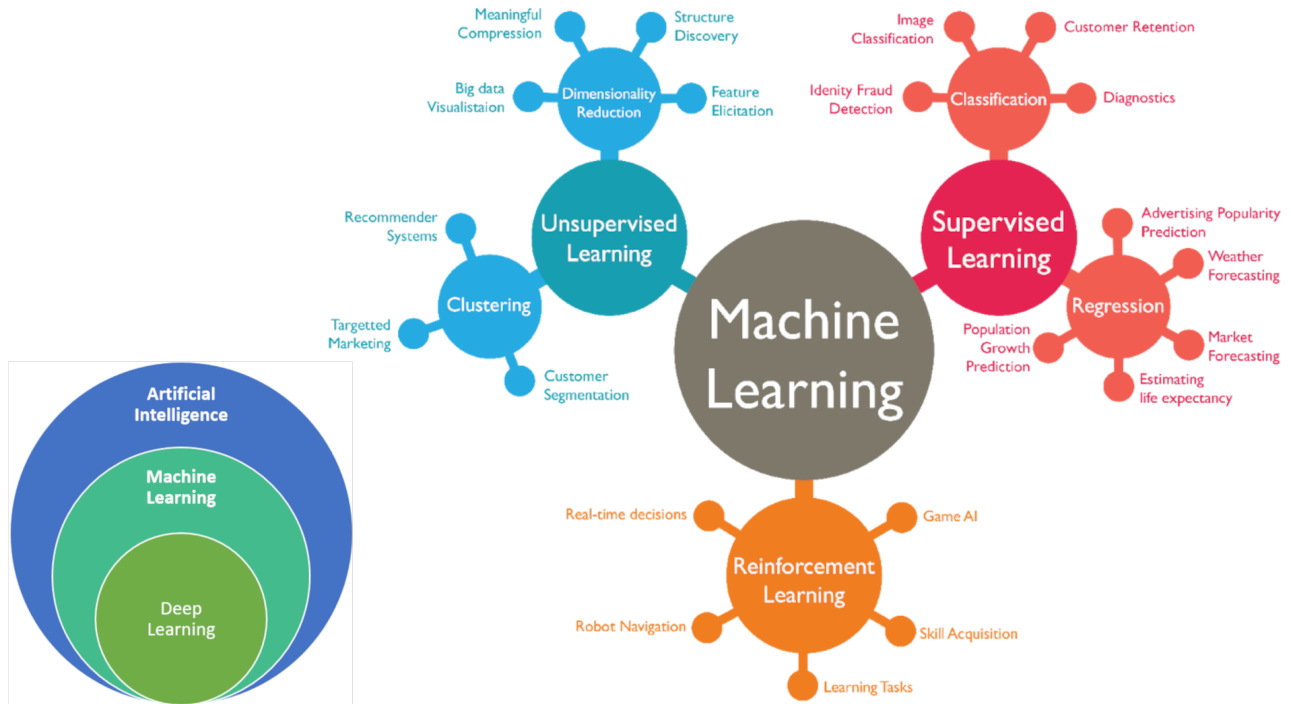 Meaningful
Compression
Structure
Discovery
Big data
Visualistaion
Dimensionality
Reduction
Feature
Elicitation
Image
Classification
Customer Retention
Idenity Fraud
Detection
Classification
Diagnostics
Recommender
Systems
Unsupervised
Learning
Clustering
Targetted
Marketing
Customer
Segmentation
Supervised
Learning
Advertising Popularity
Prediction
Weather
Forecasting
Regression
Population
Growth
Prediction
Market
Forecasting
Estimating
life expectancy
Machine
Learning
Artificial
Intelligence
Machine
Learning
Deep
Learning
Real-time decisions
Game AI
Reinforcement
Learning
Robot Navigation
Skill Acquisition
Learning Tasks